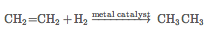 CH₂=CH₂ + H₂ —metal catalyst→ CH₃CH₃